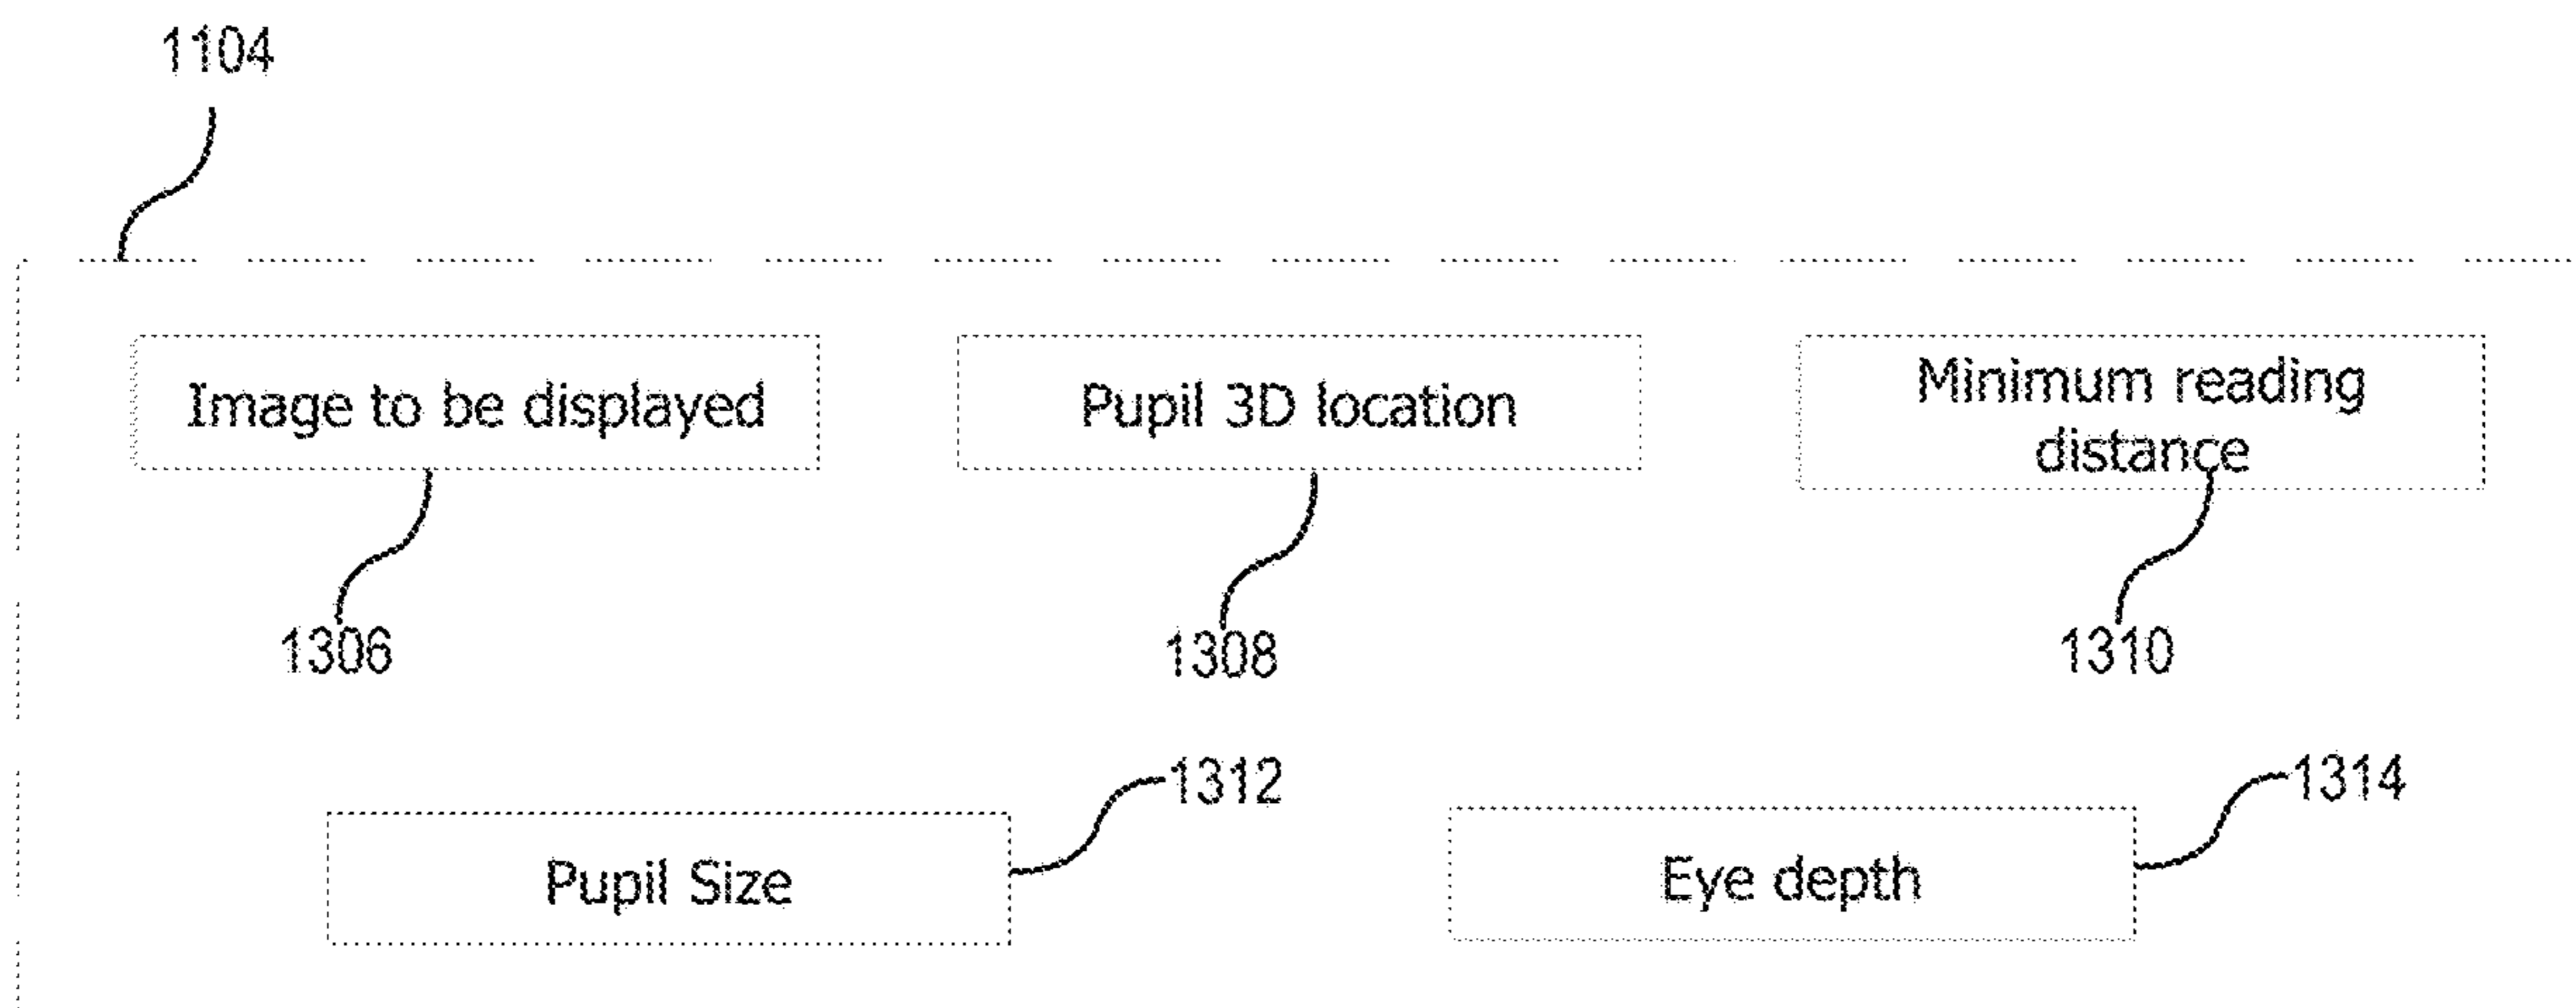 1104
Image to be displayed
Pupil 3D location
Minimum reading
distance
1306
1308
1310
1312
1314
Pupil Size
Eye depth